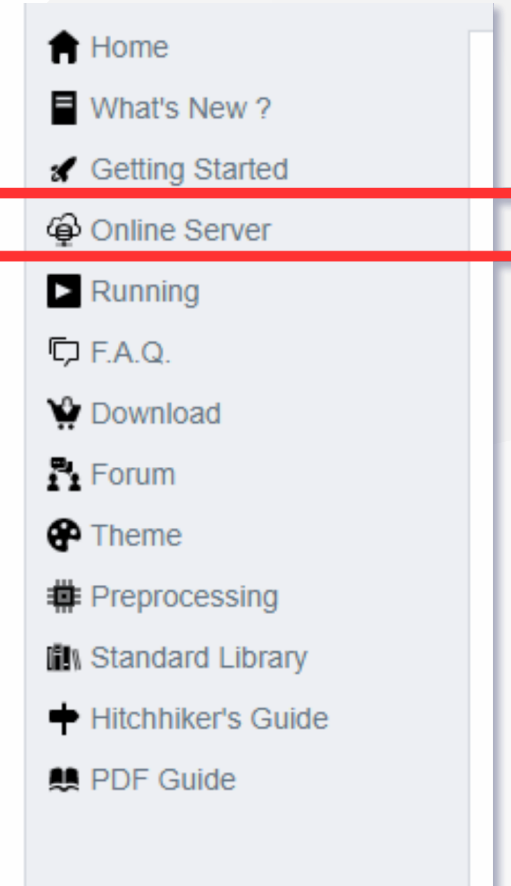 Home
What's New ?
Getting Started
Online Server
Running
F.A.Q.
Download
Forum
Theme
Preprocessing
Standard Library
Hitchhiker's Guide
PDF Guide